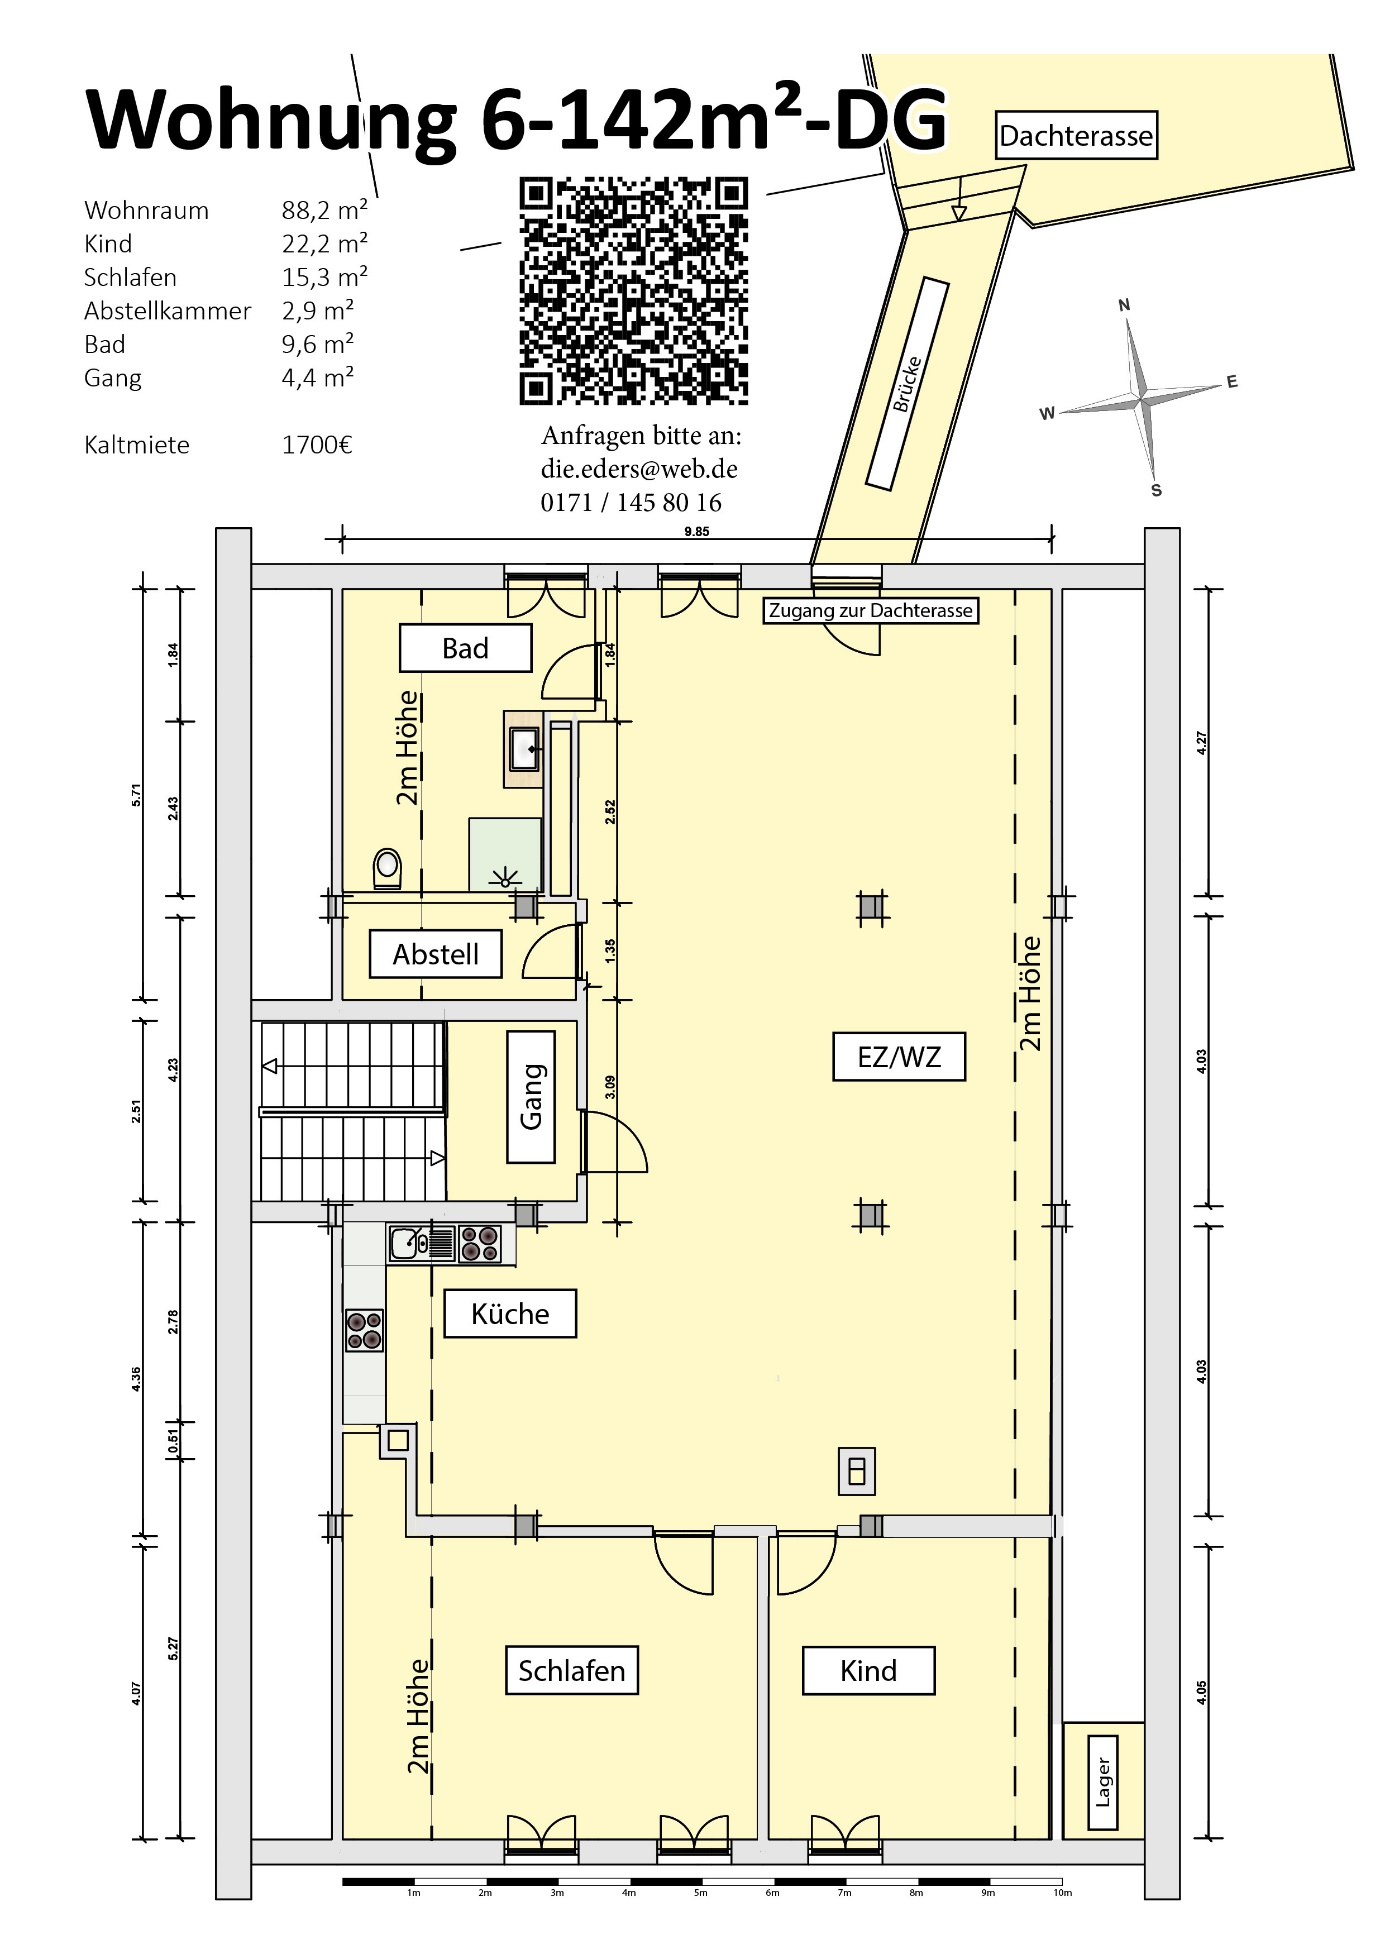 Wohnung 6-142m²-DG
Dachterasse
Wohnraum 88,2 m²
Kind 22,2 m²
Schlafen 15,3 m²
Abstellkammer 2,9 m²
Bad 9,6 m²
Gang 4,4 m²
Kaltmiete 1700€
Anfragen bitte an:
die.eders@web.de
0171 / 145 80 16
Brücke
N
E
W
S
9.85
Zugang zur Dachterasse
Bad
1.84
1.84
2m Höhe
4.27
5.71
2.43
2.52
Abstell
1.35
2m Höhe
EZ/WZ
Gang
4.23
2.51
3.09
4.03
Küche
2.78
4.36
4.03
0.51
Schlafen
Kind
5.27
4.07
2m Höhe
4.05
Lager
1m 2m 3m 4m 5m 6m 7m 8m 9m 10m